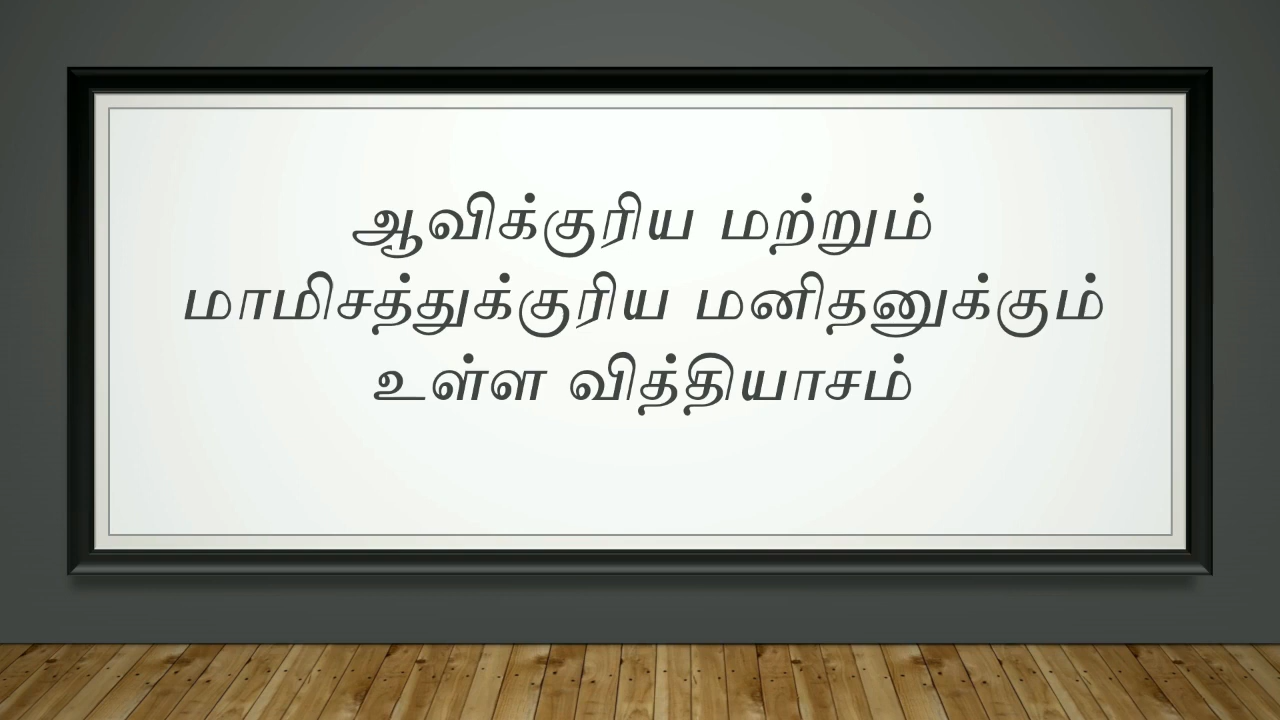 ஆவிக்குரிய மற்றும்
மாமிசத்துக்குரிய மனிதனுக்கும்
உள்ள வித்தியாசம்